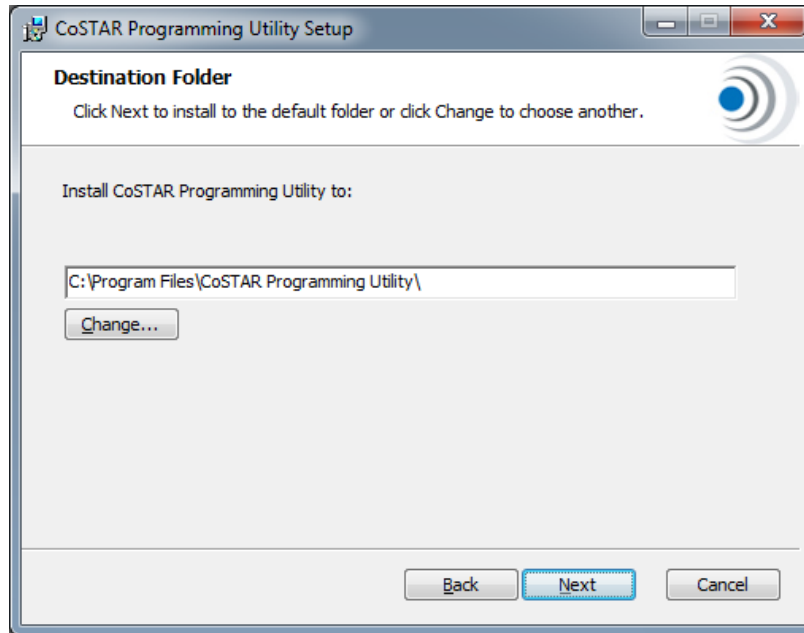 CoSTAR Programming Utility Setup
Destination Folder
Click Next to install to the default folder or click Change to choose another.
Install CoSTAR Programming Utility to:
C:\Program Files\CoSTAR Programming Utility\
Change...
Back Next Cancel